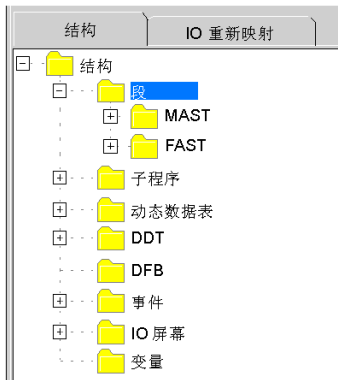 结构 IO 重新映射
结构
段
MAST
FAST
子程序
动态数据表
DDT
DFB
事件
IO 屏幕
变量